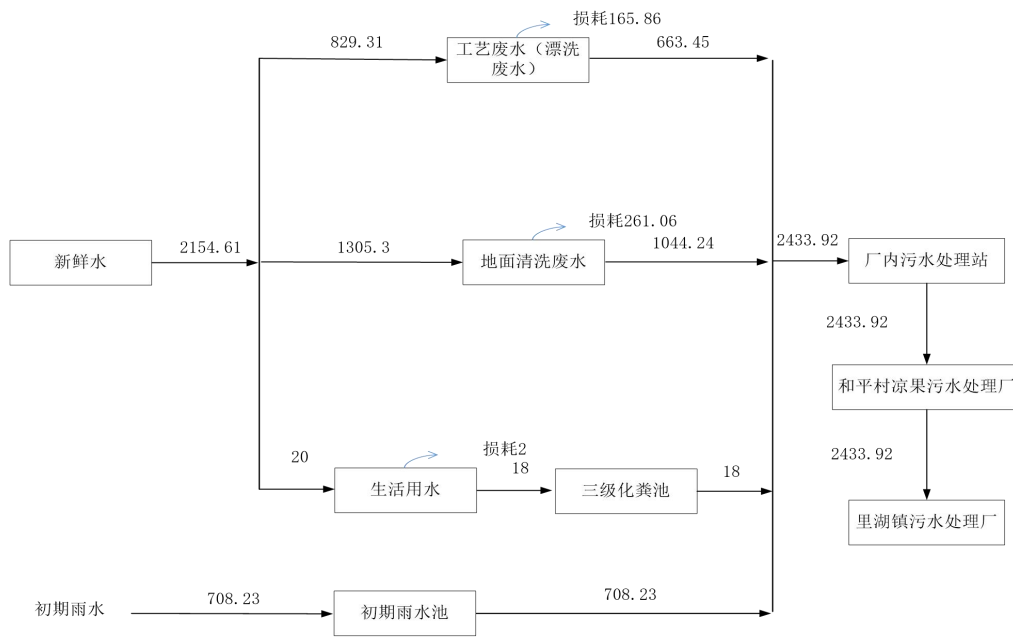 损耗165.86
829.31
工艺废水（漂洗
废水）
663.45
损耗261.06
新鲜水
2154.61
1305.3
地面清洗废水
1044.24
2433.92
厂内污水处理站
2433.92
和平村凉果污水处理厂
2433.92
里湖镇污水处理厂
损耗2
20
生活用水
18
三级化粪池
18
初期雨水
708.23
初期雨水池
708.23